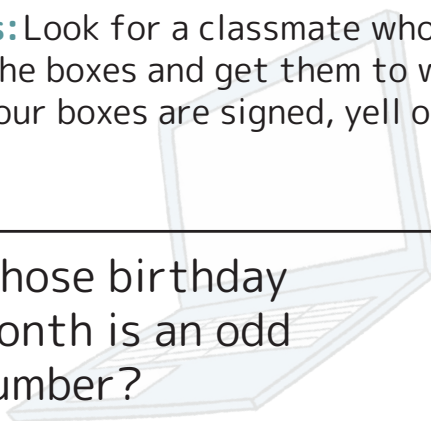 s: Look for a classmate who
he boxes and get them to
our boxes are signed, yell
hose birthday
onth is an odd
umber?